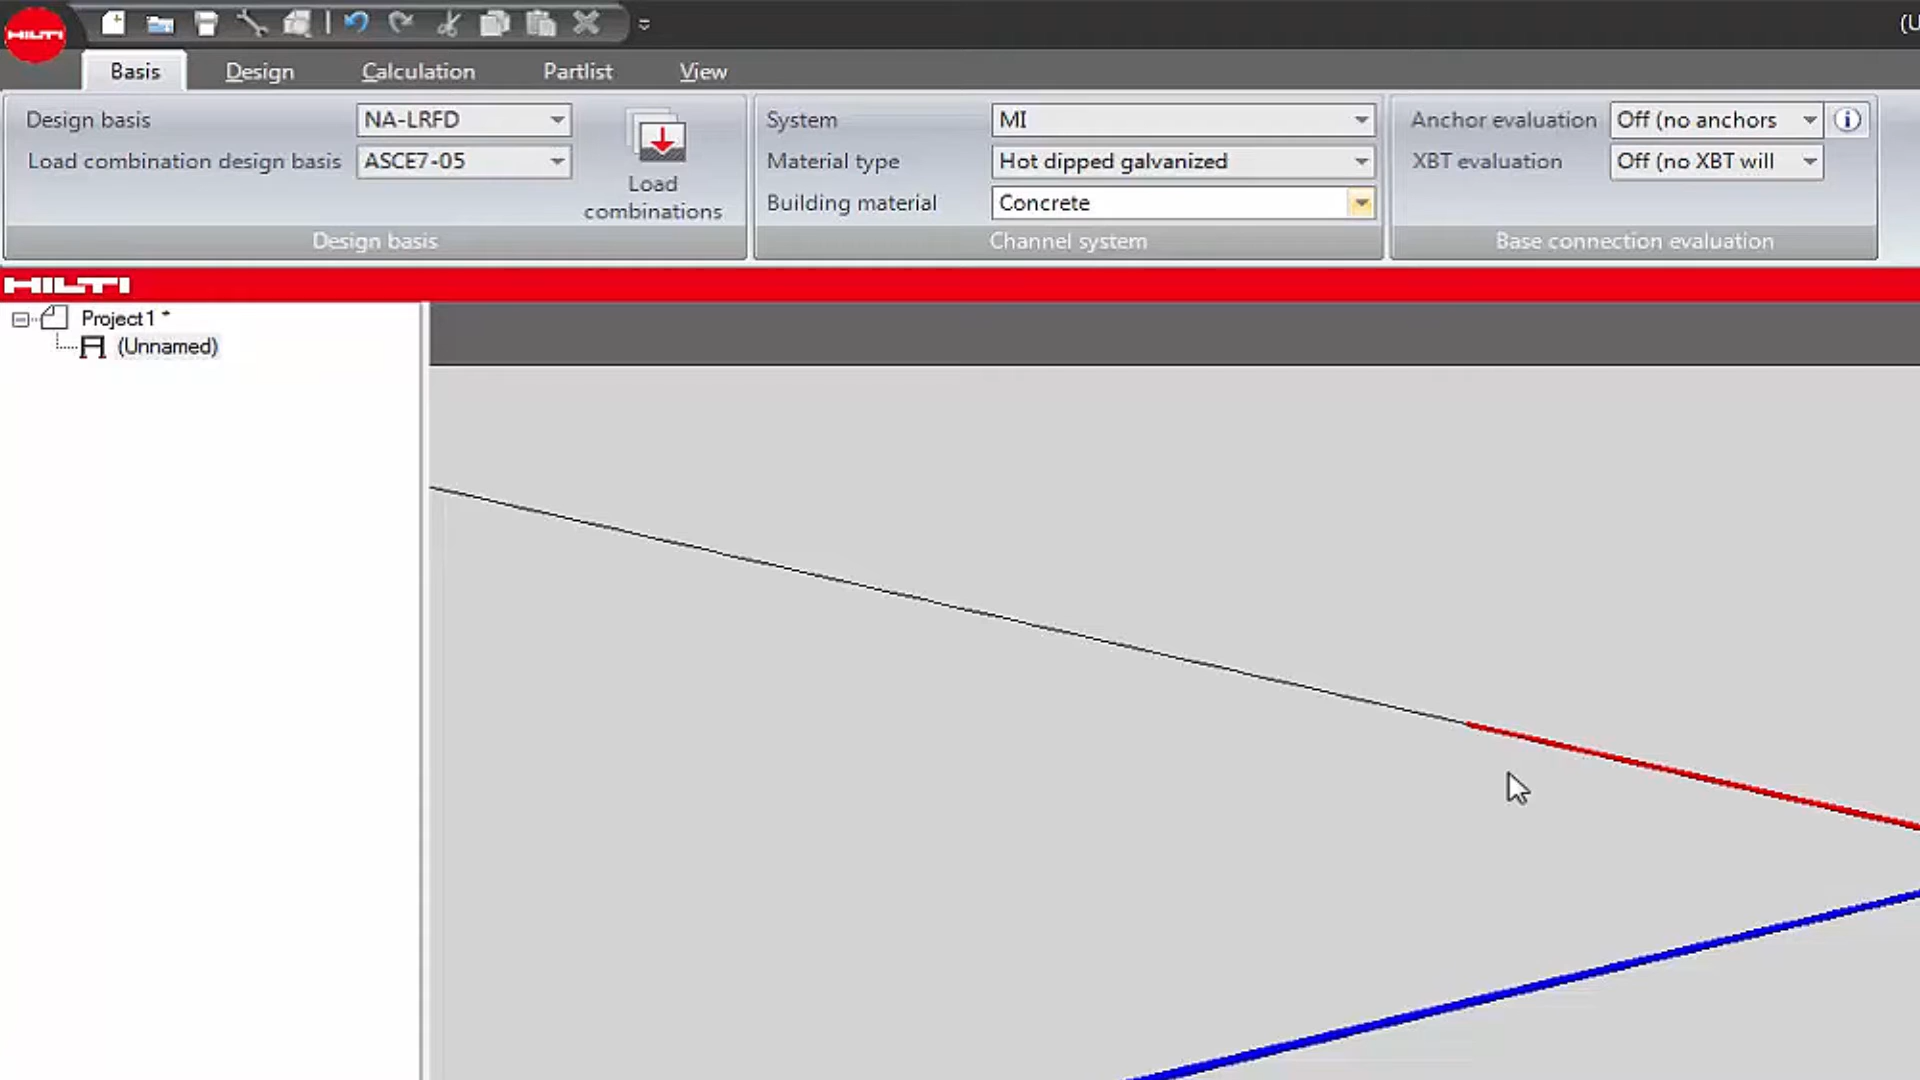 HILTI
(U
Basis
Design
Calculation
Partlist
View
Design basis
NA-LRFD
Load combination design basis
ASCE7-05
Load
combinations
Design basis
System
MI
Material type
Hot dipped galvanized
Building material
Concrete
Channel system
Anchor evaluation
Off (no anchors
i
XBT evaluation
Off (no XBT will
Base connection evaluation
HILTI
Project1 *
(Unnamed)